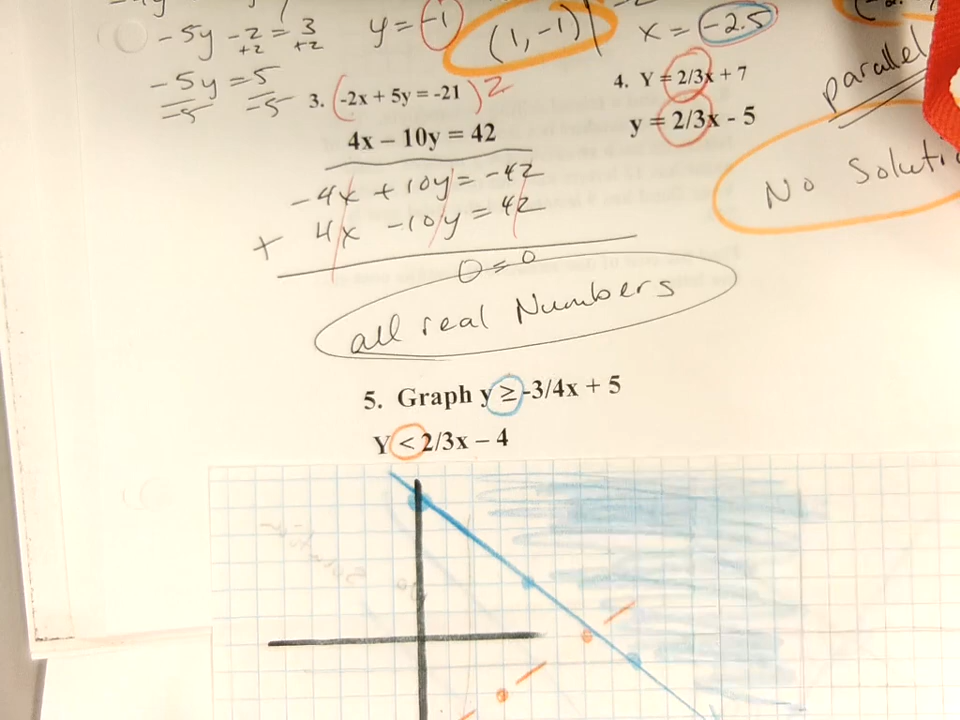 -5y -2 = 3
+2 +2
-5y = 5
-5 -5
y = -1
(1, -1)
x = -2.5
3. (-2x + 5y = -21)2
4x – 10y = 42
-4x + 10y = -42
+ 4x -10y = 42
0 = 0
all real Numbers
4. Y = 2/3x + 7
y = 2/3x - 5
parallel
No
5. Graph y ≥ -3/4x + 5
Y < 2/3x – 4